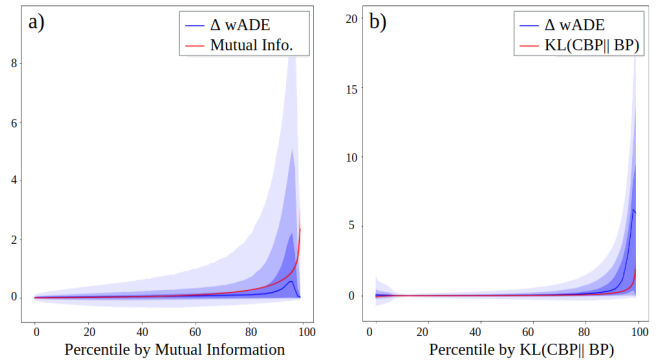 a)
Δ wADE
Mutual Info.
8
6
4
2
0
0 20 40 60 80 100
Percentile by Mutual Information
b)
Δ wADE
KL(CBP|| BP)
20
15
10
5
0
0 20 40 60 80 100
Percentile by KL(CBP|| BP)